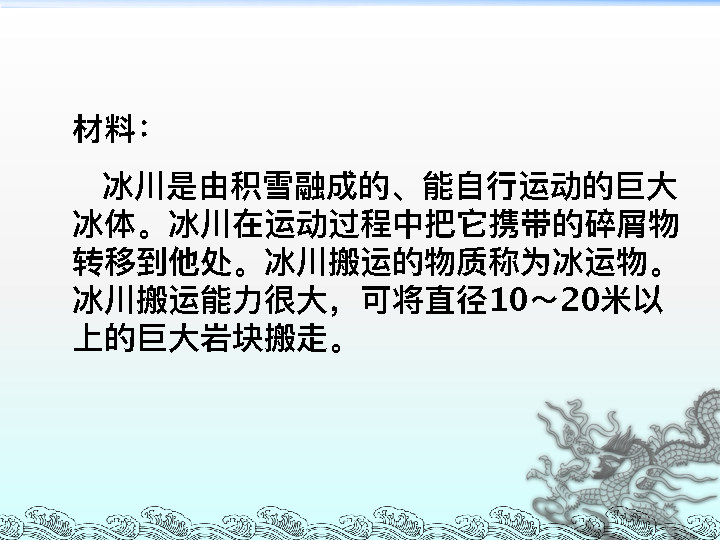 材料：
冰川是由积雪融成的、能自行运动的巨大
冰体。冰川在运动过程中把它携带的碎屑物
转移到他处。冰川搬运的物质称为冰运物。
冰川搬运能力很大，可将直径10～20米以
上的巨大岩块搬走。